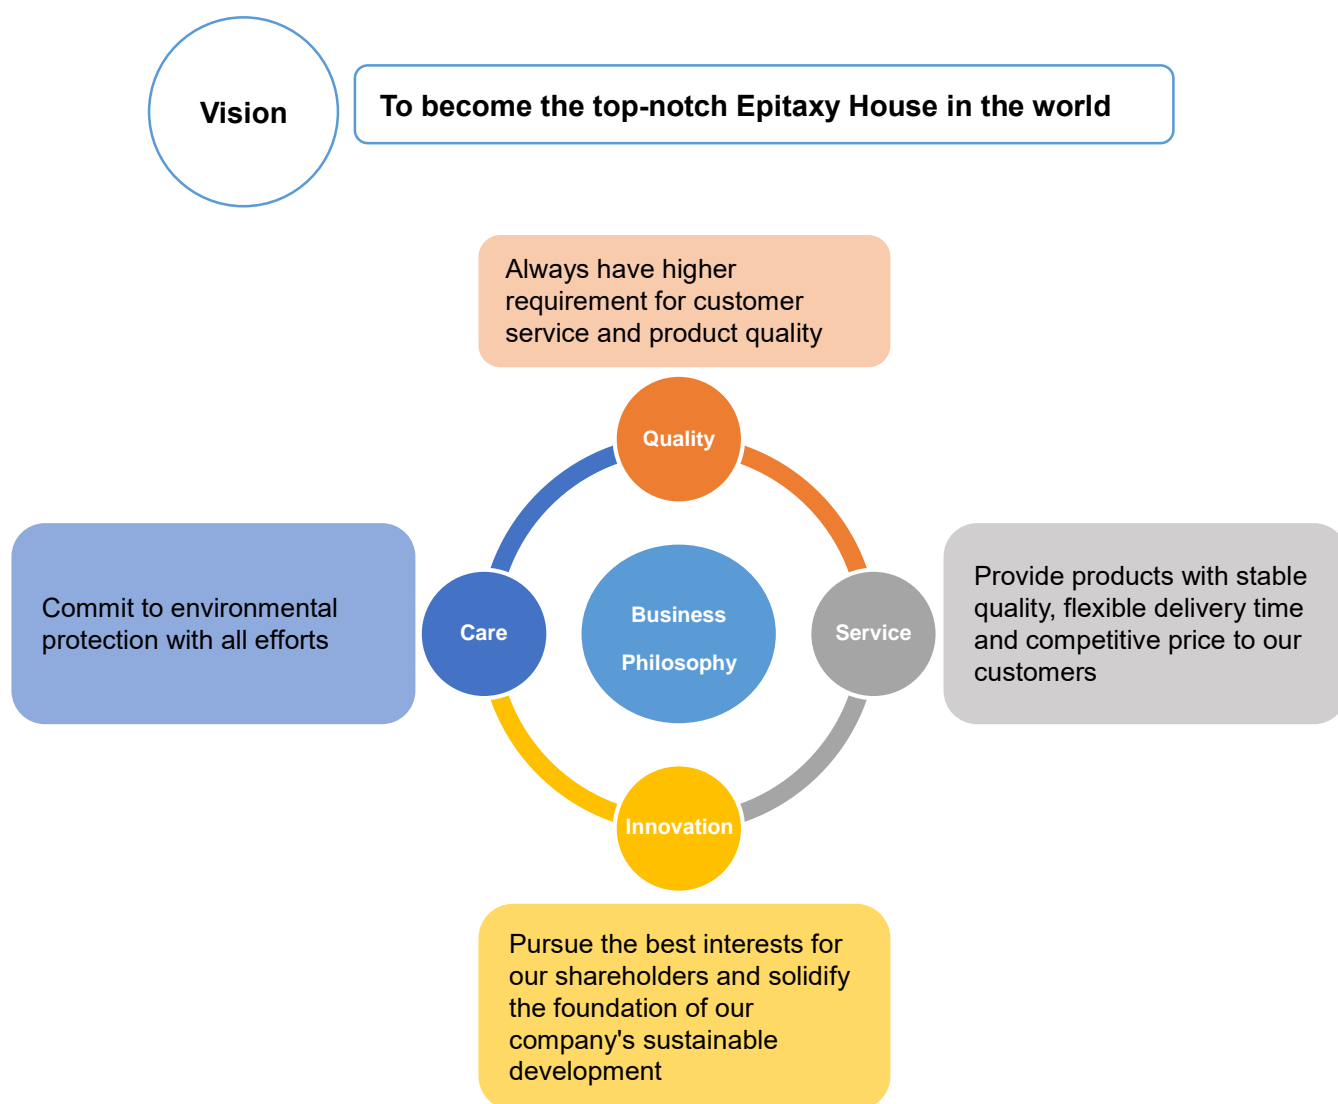 Vision
To become the top-notch Epitaxy House in the world
Always have higher
requirement for customer
service and product quality
Quality
Commit to environmental
protection with all efforts
Care
Business
Philosophy
Service
Provide products with stable
quality, flexible delivery time
and competitive price to our
customers
Innovation
Pursue the best interests for
our shareholders and solidify
the foundation of our
company's sustainable
development